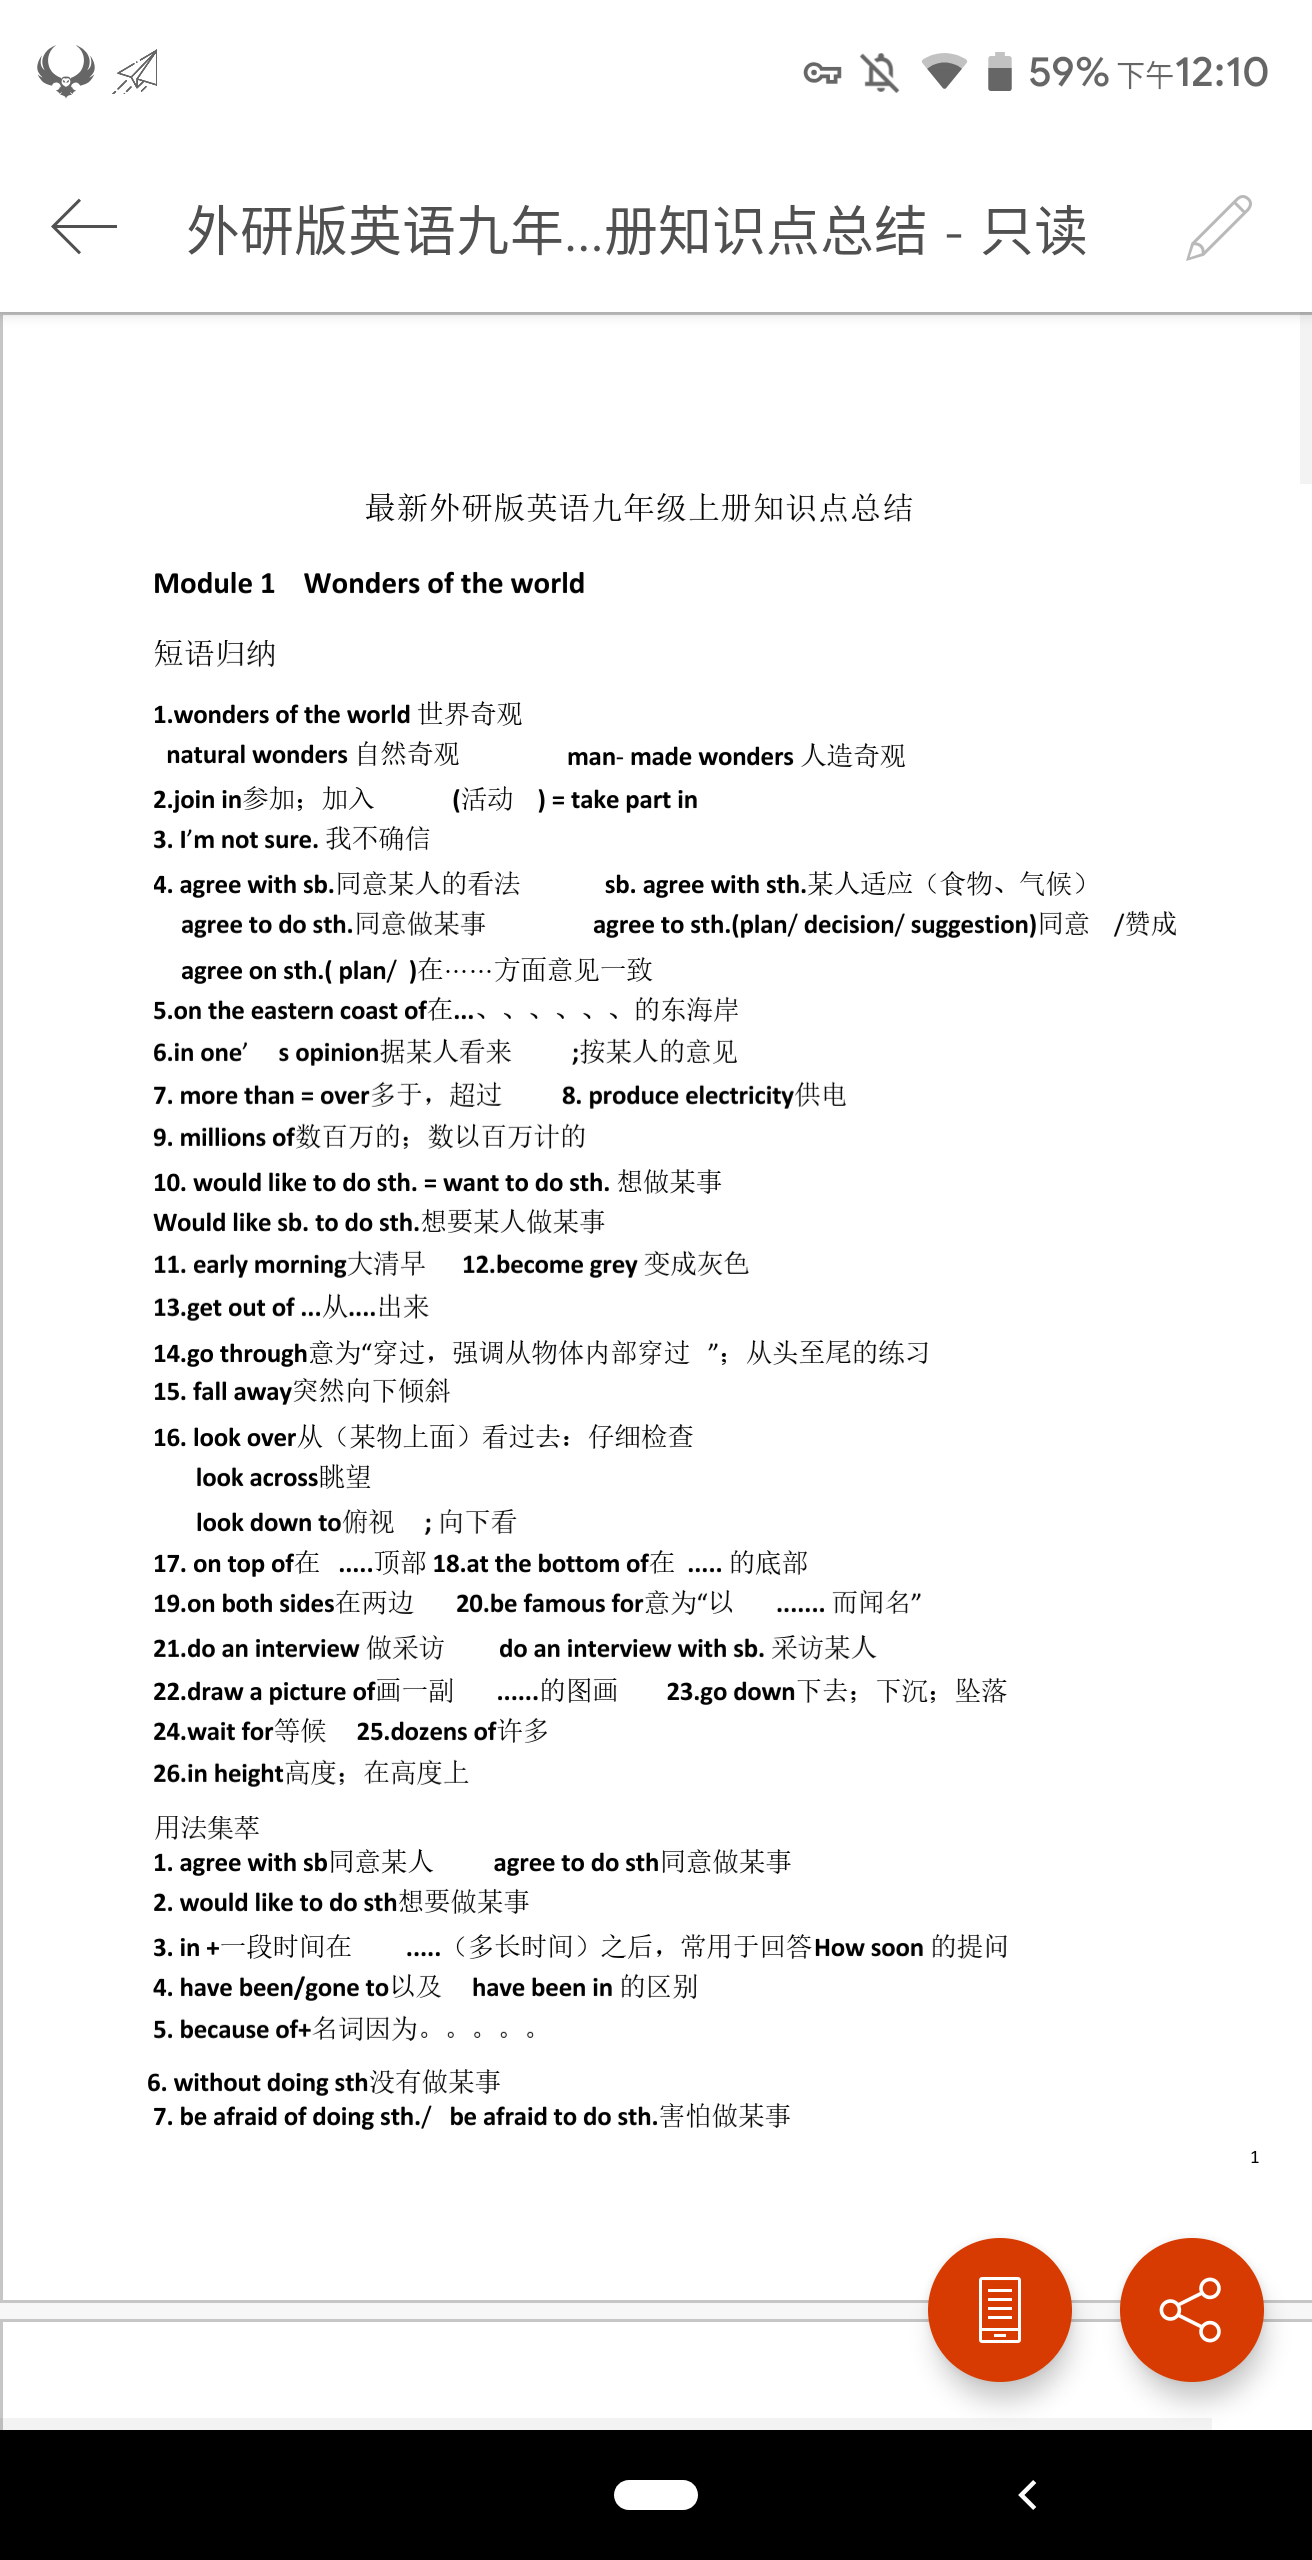 59% 下午12:10
外研版英语九年...册知识点总结 - 只读
最新外研版英语九年级上册知识点总结
Module 1 Wonders of the world
短语归纳
1.wonders of the world 世界奇观
natural wonders 自然奇观 man- made wonders 人造奇观
2.join in参加；加入 (活动 ) = take part in
3. I’m not sure. 我不确信
4. agree with sb.同意某人的看法 sb. agree with sth.某人适应（食物、气候）
agree to do sth.同意做某事 agree to sth.(plan/ decision/ suggestion)同意 /赞成
agree on sth.( plan/ )在……方面意见一致
5.on the eastern coast of在...、、、、、、的东海岸
6.in one’ s opinion据某人看来 ;按某人的意见
7. more than = over多于，超过 8. produce electricity供电
9. millions of数百万的；数以百万计的
10. would like to do sth. = want to do sth. 想做某事
Would like sb. to do sth.想要某人做某事
11. early morning大清早 12.become grey 变成灰色
13.get out of ...从....出来
14.go through意为“穿过，强调从物体内部穿过 ”；从头至尾的练习
15. fall away突然向下倾斜
16. look over从（某物上面）看过去：仔细检查
look across眺望
look down to俯视 ; 向下看
17. on top of在 .....顶部 18.at the bottom of在 ..... 的底部
19.on both sides在两边 20.be famous for意为“以 ....... 而闻名”
21.do an interview 做采访 do an interview with sb. 采访某人
22.draw a picture of画一副 ......的图画 23.go down下去；下沉；坠落
24.wait for等候 25.dozens of许多
26.in height高度；在高度上
用法集萃
1. agree with sb同意某人 agree to do sth同意做某事
2. would like to do sth想要做某事
3. in +一段时间在 .....（多长时间）之后，常用于回答How soon 的提问
4. have been/gone to以及 have been in 的区别
5. because of+名词因为。。。。。
6. without doing sth没有做某事
7. be afraid of doing sth./ be afraid to do sth.害怕做某事
1